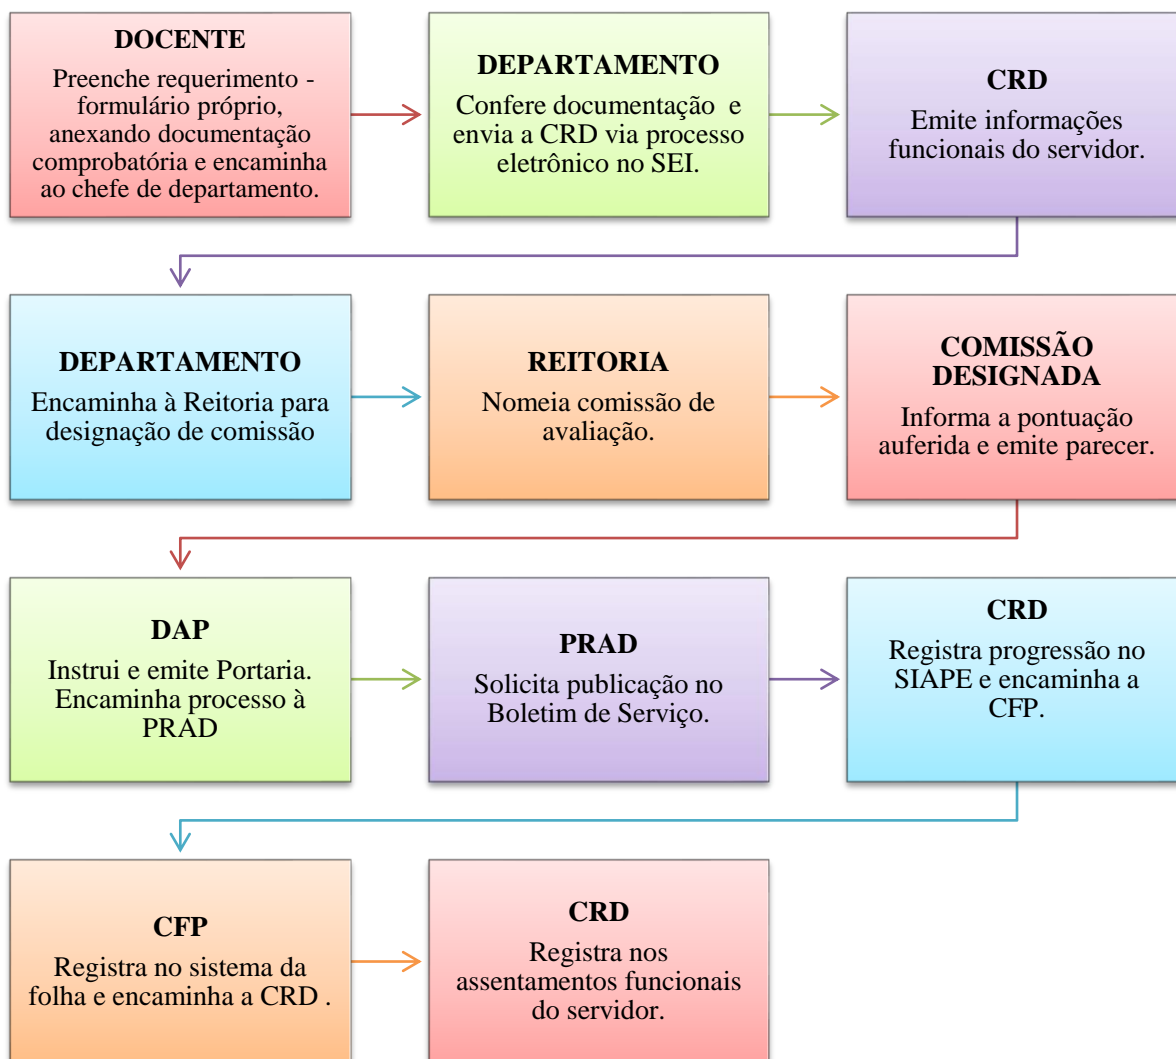 DOCENTE
Preenche requerimento -
formulário próprio,
anexando documentação
comprobatória e encaminha
ao chefe de departamento.
DEPARTAMENTO
Confere documentação e
envia a CRD via processo
eletrônico no SEI.
CRD
Emite informações
funcionais do servidor.
DEPARTAMENTO
Encaminha à Reitoria para
designação de comissão
REITORIA
Nomeia comissão de
avaliação.
COMISSÃO
DESIGNADA
Informa a pontuação
auferida e emite parecer.
DAP
Instrui e emite Portaria.
Encaminha processo à
PRAD
PRAD
Solicita publicação no
Boletim de Serviço.
CRD
Registra progressão no
SIAPE e encaminha a
CFP.
CFP
Registra no sistema da
folha e encaminha a CRD .
CRD
Registra nos
assentamentos funcionais
do servidor.